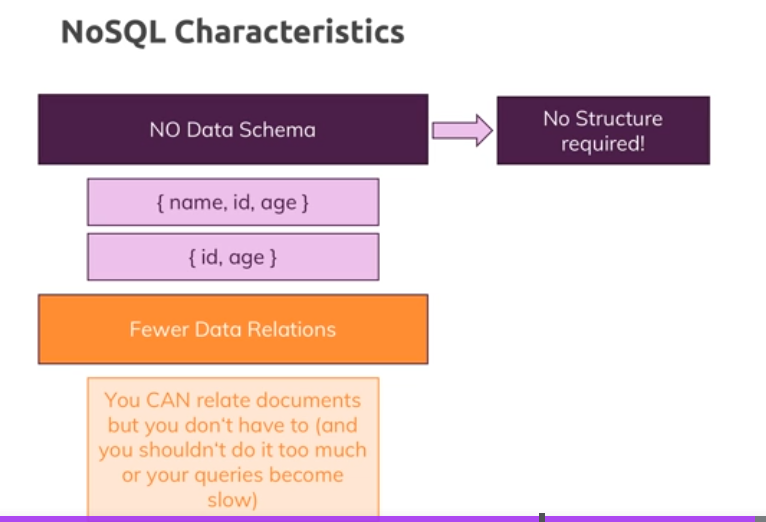 NoSQL Characteristics
NO Data Schema
No Structure
required!
{ name, id, age }
{ id, age }
Fewer Data Relations
You CAN relate documents
but you don't have to (and
you shouldn't do it too much
or your queries become
slow)